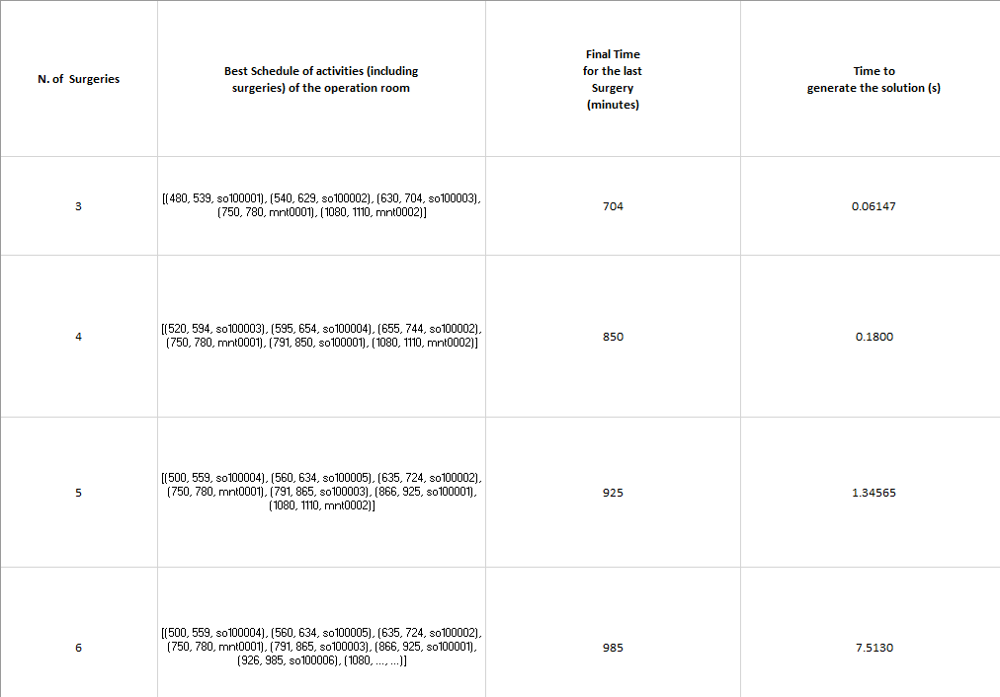 N. of  Surgeries
Best Schedule of activities (including
surgeries) of the operation room
Final Time
for the last
Surgery
(minutes)
Time to
generate the solution (s)
3
[(480, 539, so100001), (540, 629, so100002), (630, 704, so100003),
(750, 780, mnt0001), (1080, 1110, mnt0002)]
704
0.06147
4
[(520, 594, so100003), (595, 654, so100004), (655, 744, so100002),
(750, 780, mnt0001), (791, 850, so100001), (1080, 1110, mnt0002)]
850
0.1800
5
[(500, 559, so100004), (560, 634, so100005), (635, 724, so100002),
(750, 780, mnt0001), (791, 865, so100003), (866, 925, so100001),
(1080, 1110, mnt0002)]
925
1.34565
6
[(500, 559, so100004), (560, 634, so100005), (635, 724, so100002),
(750, 780, mnt0001), (791, 865, so100003), (866, 925, so100001),
(926, 985, so100006), (1080, ..., ...)]
985
7.5130